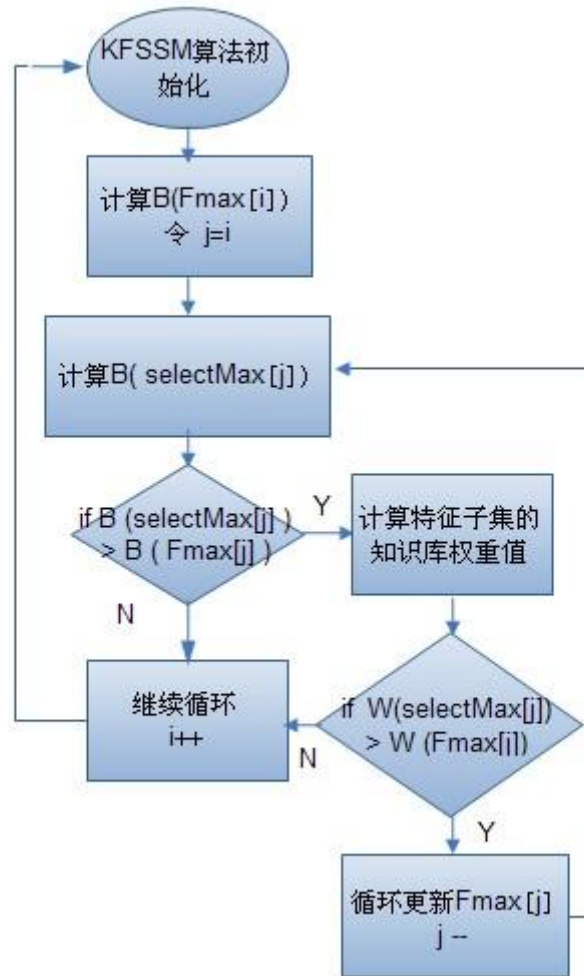 KFSSM算法初
始化
计算B(Fmax[i])
令 j=i
计算B( selectMax[j])
if B (selectMax[j] )
> B ( Fmax[j] )
Y
计算特征子集的
知识库权重值
N
继续循环
i++
if W(selectMax[j])
> W (Fmax[j])
N
Y
循环更新Fmax[j]
j --